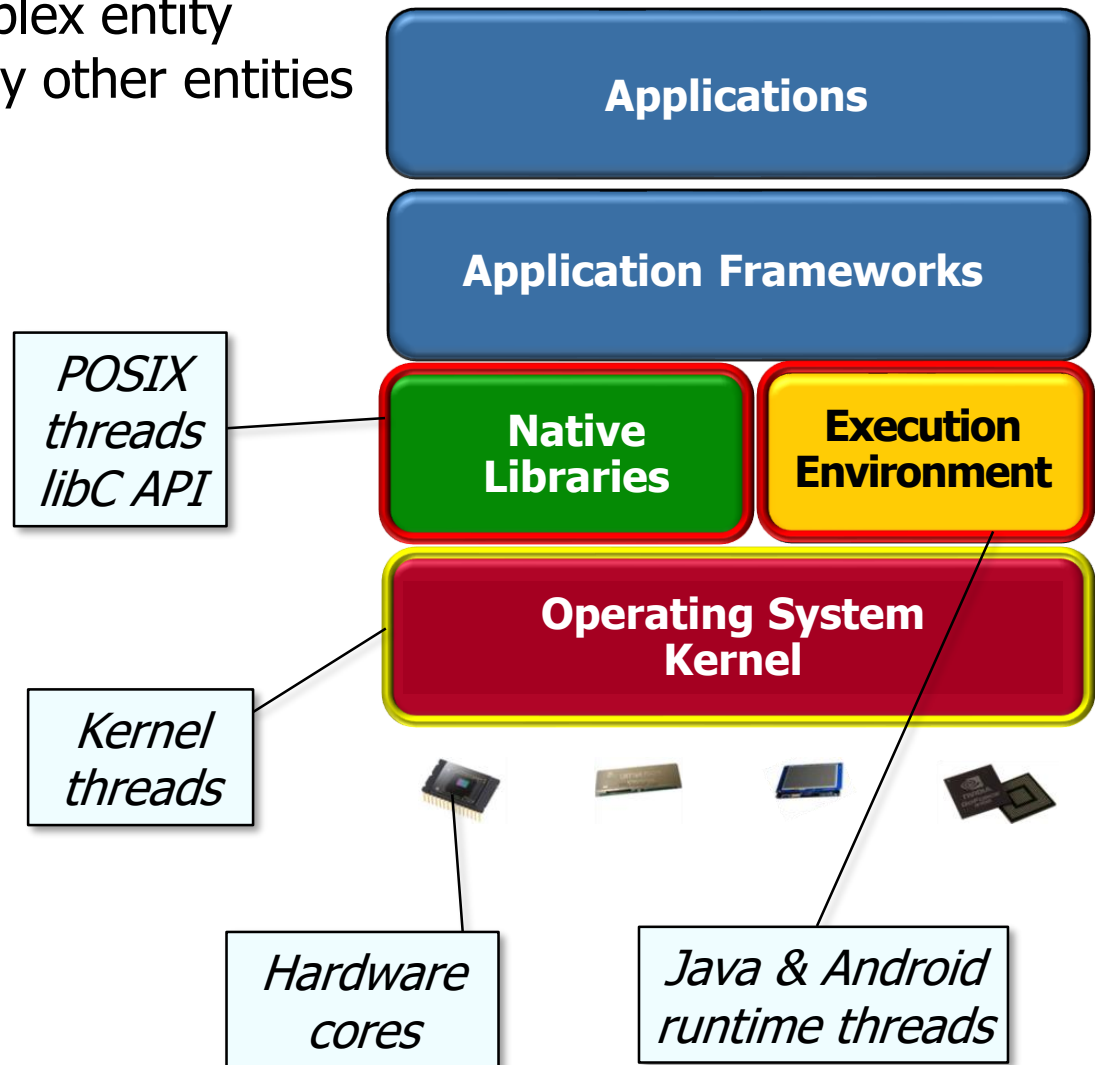 plex entity
y other entities
Applications
Application Frameworks
POSIX
threads
libC API
Native
Libraries
Execution
Environment
Operating System
Kernel
Kernel
threads
Hardware
cores
Java & Android
runtime threads